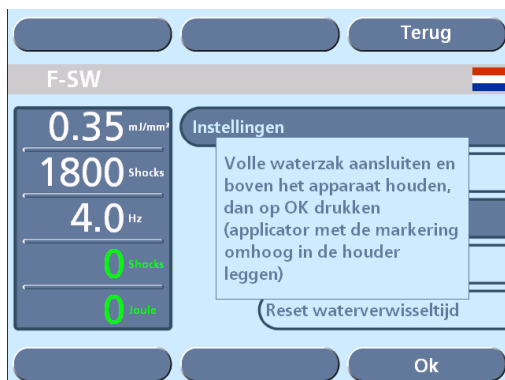 Terug
F-SW
0.35 mJ/mm²
1800 Shocks
4.0 Hz
0 Shocks
0 Joule
Instellingen
Volle waterzak aansluiten en
boven het apparaat houden,
dan op OK drukken
(applicator met de markering
omhoog in de houder
leggen)
Reset waterverwisseltijd
Ok